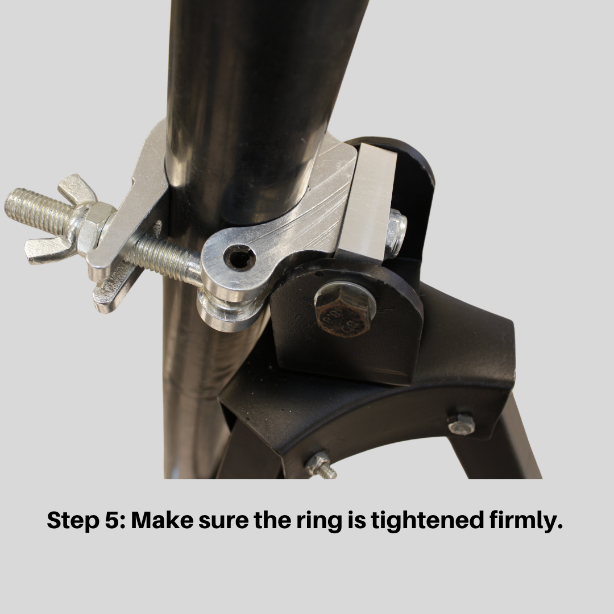 Step 5: Make sure the ring is tightened firmly.